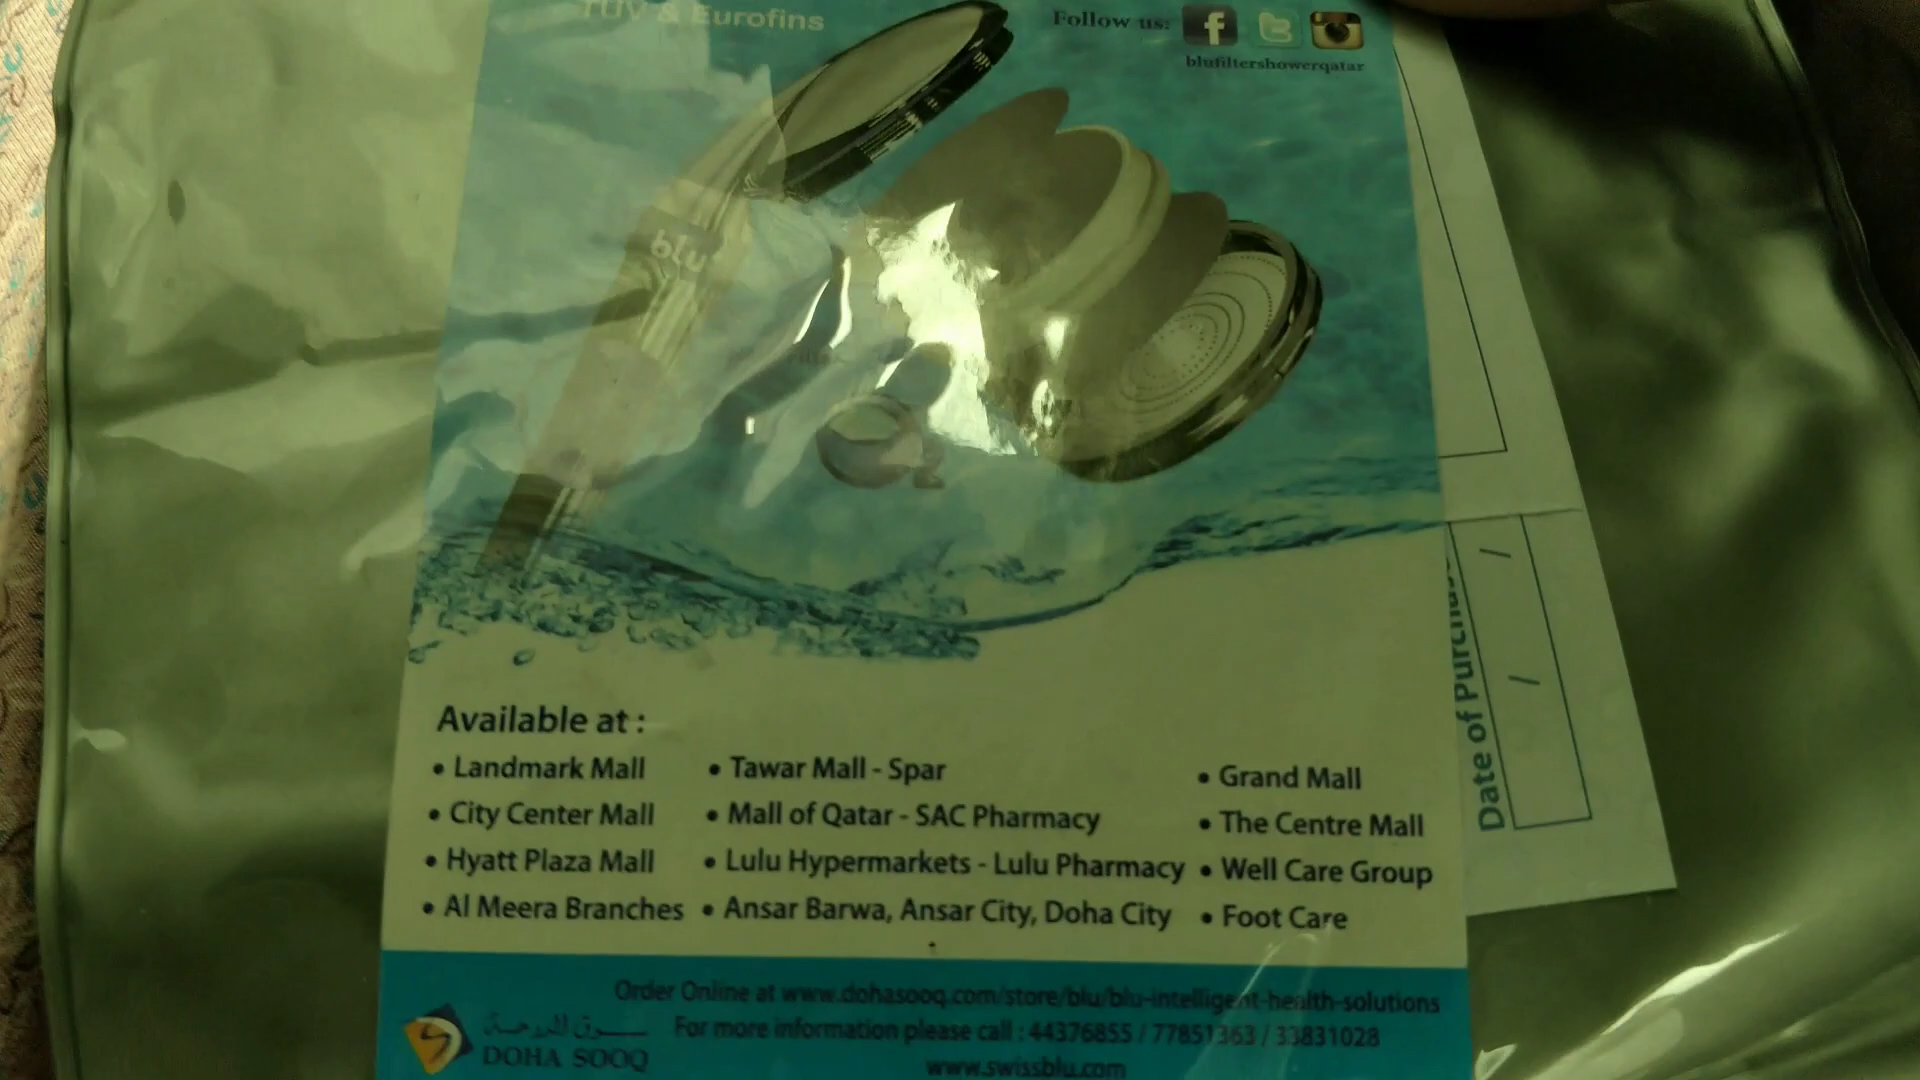 TUV & Eurofins
Follow us:
blufiltershowerqatar
blu
Available at :
• Landmark Mall
• City Center Mall
• Hyatt Plaza Mall
• Al Meera Branches
• Tawar Mall - Spar
• Mall of Qatar - SAC Pharmacy
• Lulu Hypermarkets - Lulu Pharmacy
• Ansar Barwa, Ansar City, Doha City
• Grand Mall
• The Centre Mall
• Well Care Group
• Foot Care
Order Online at www.dohasooq.com/store/blu/blu-intelligent-health-solutions
For more information please call : 44376855 / 77851363 / 33831028
www.swissblu.com
سوق الدوحة
DOHA SOOQ
Date of Purchase
/ /